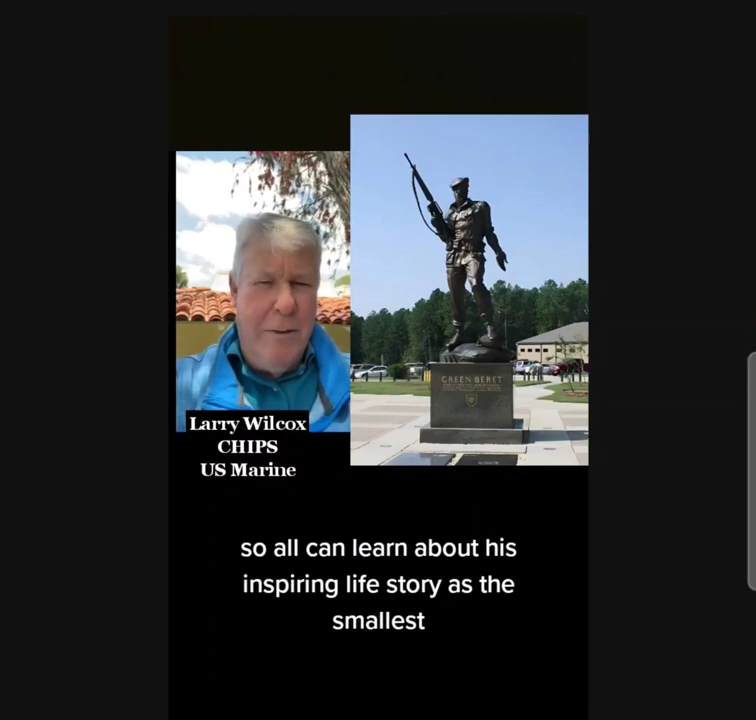 Larry Wilcox
CHIPS
US Marine
GREEN BERET
so all can learn about his
inspiring life story as the
smallest